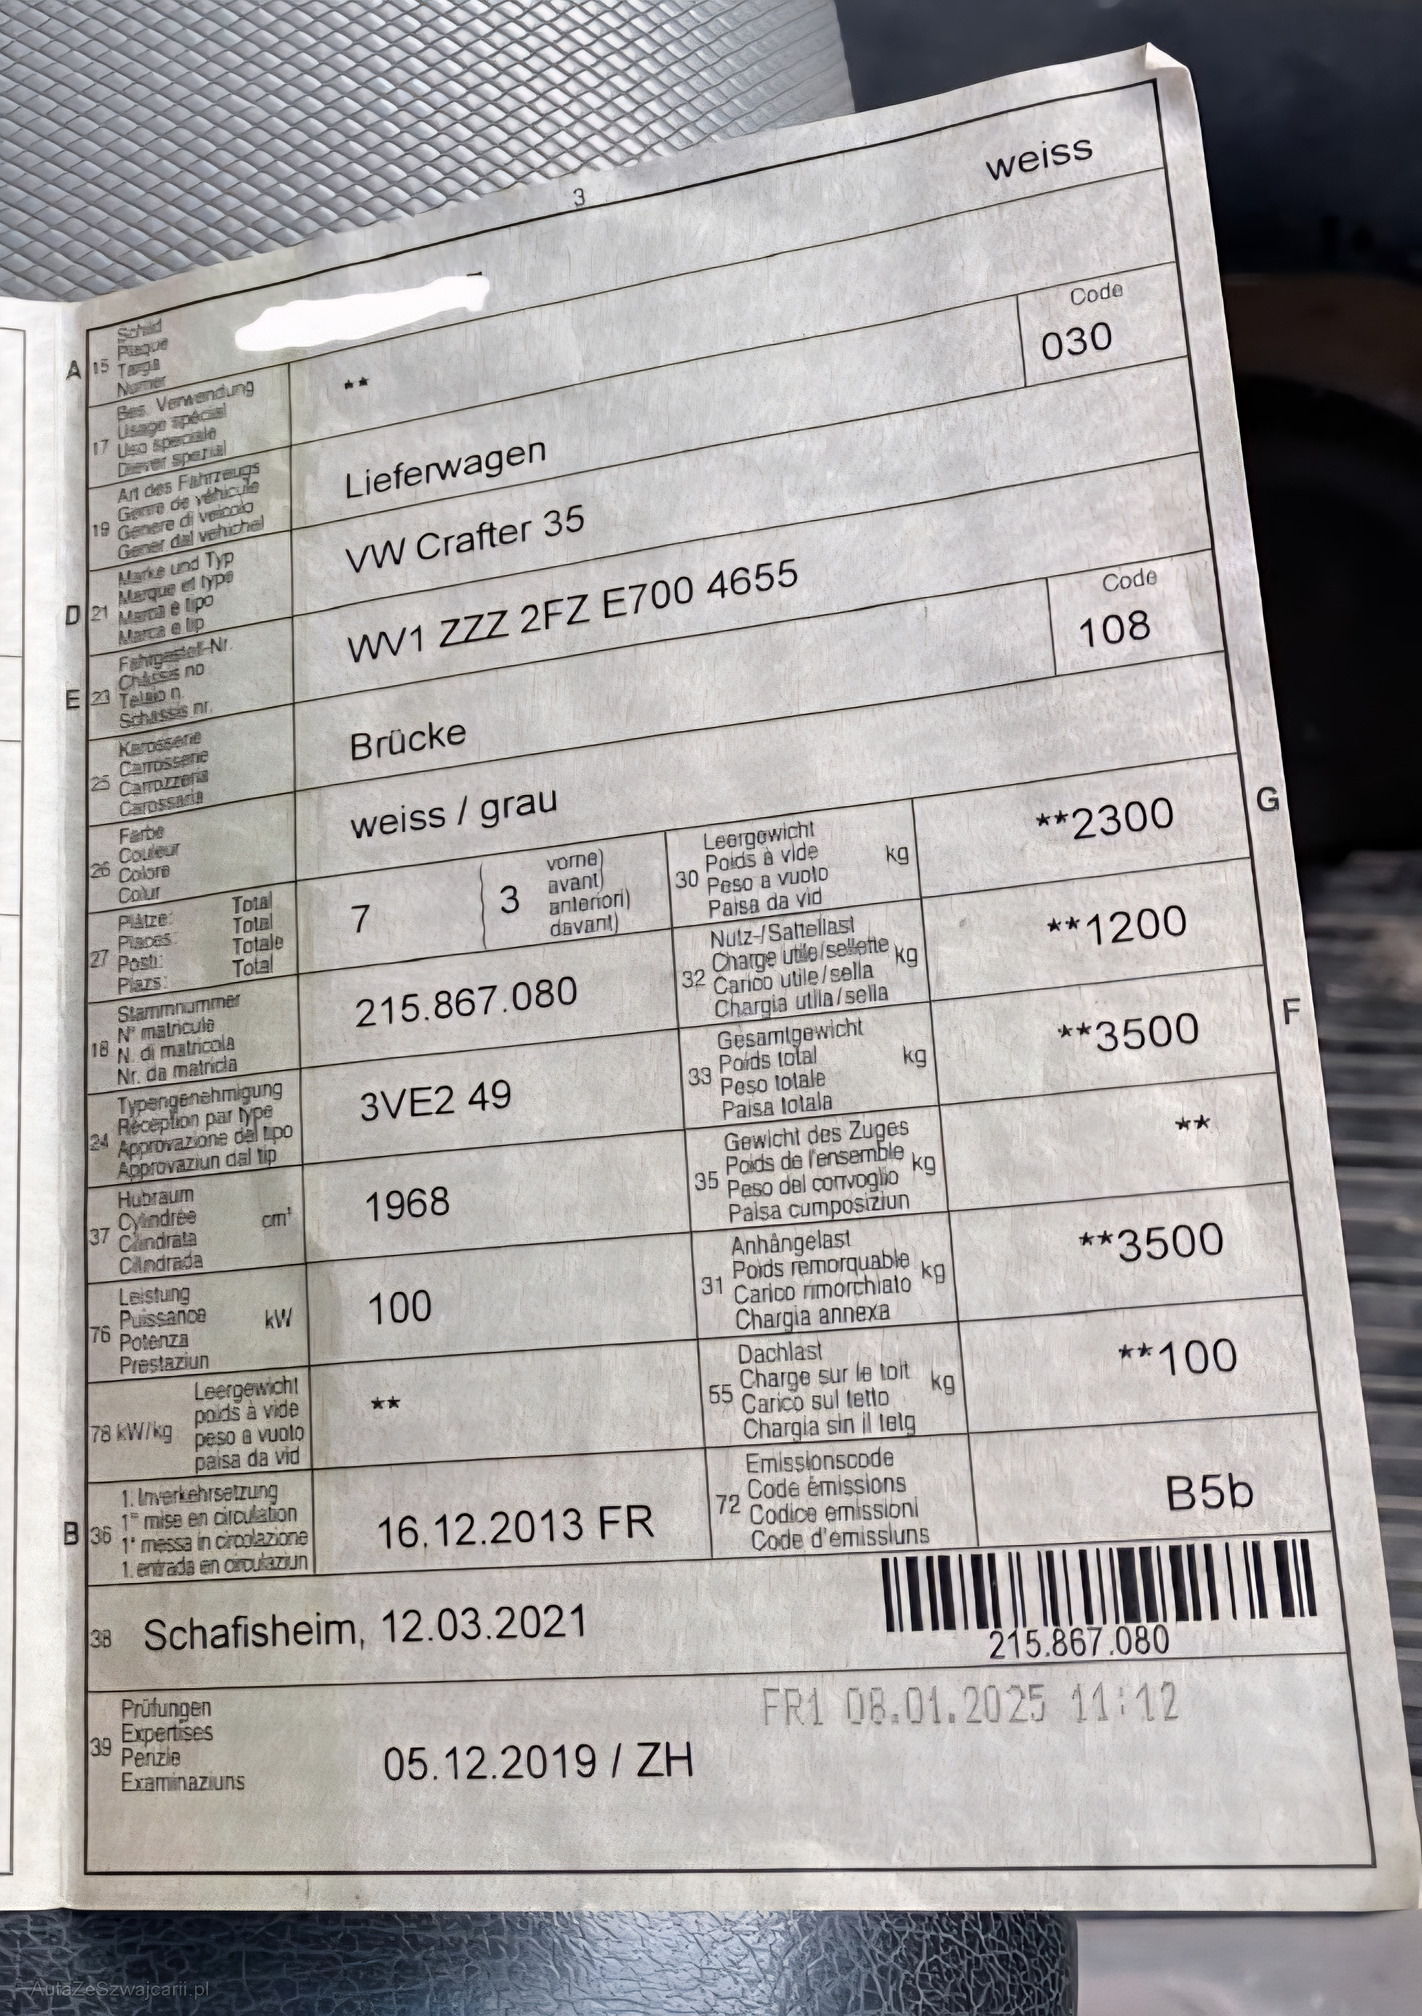 3
weiss
A 15 Schild
Plaque
Targa
Numer
17 Bes. Verwendung
Usage spécial
Uso speciale
Diever spezial
**
Code
030
19 Art des Fahrzeugs
Genre de véhicule
Genere di veicolo
Gener dal vehichel
Lieferwagen
D 21 Marke und Typ
Marque et type
Marca e tipo
Marca e tip
VW Crafter 35
E 23 Fahrgestell-Nr.
Châssis no
Telaio n.
Schassis nr.
WV1 ZZZ 2FZ E700 4655
Code
108
25 Karosserie
Carrosserie
Carrozzeria
Carossaria
Brücke
26 Farbe
Couleur
Colore
Colur
weiss / grau
27 Plätze: Total
Places: Total
Posti: Totale
Plazs: Total
7 ( 3 vorne)
avant)
anteriori)
davant)
30 Leergewicht
Poids à vide kg
Peso a vuoto
Paisa da vid
**2300 G
18 Stammnummer
N° matricule
N. di matricola
Nr. da matricla
215.867.080
32 Nutz-/Sattellast
Charge utile/sellette kg
Carico utile/sella
Chargia utila/sella
**1200
24 Typengenehmigung
Réception par type
Approvazione del tipo
Approvaziun dal tip
3VE2 49
33 Gesamtgewicht
Poids total kg
Peso totale
Paisa totala
**3500 F
37 Hubraum
Cylindrée cm³
Cilindrata
Cilindrada
1968
35 Gewicht des Zuges
Poids de l'ensemble kg
Peso del convoglio
Paisa cumposiziun
**
76 Leistung
Puissance kW
Potenza
Prestaziun
100
31 Anhängelast
Poids remorquable kg
Carico rimorchiato
Chargia annexa
**3500
78 kW/kg Leergewicht
poids à vide
peso a vuoto
paisa da vid
**
55 Dachlast
Charge sur le toit kg
Carico sul tetto
Chargia sin il tetg
**100
B 36 1. Inverkehrsetzung
1re mise en circulation
1a messa in circolazione
1. entrada en circulaziun
16.12.2013 FR
72 Emissionscode
Code émissions
Codice emissioni
Code d'emissiuns
B5b
38 Schafisheim, 12.03.2021
215.867.080
39 Prüfungen
Expertises
Perizie
Examinaziuns
FR1 08.01.2025 11:12
05.12.2019 / ZH
AutaZeSzwajcarii.pl